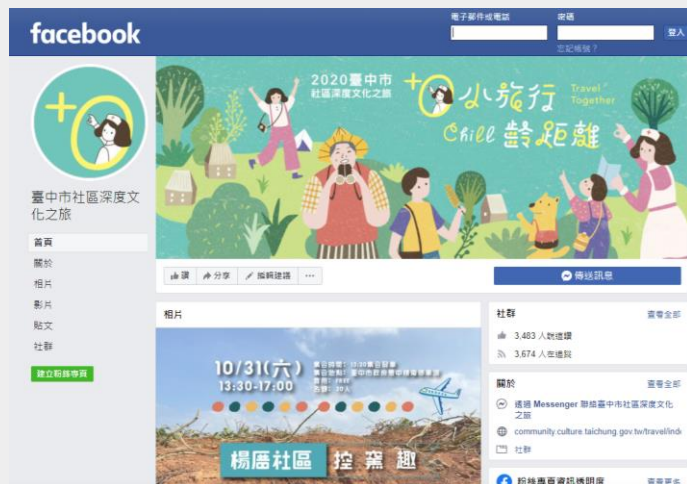 facebook
電子郵件或電話
密碼
登入
忘記帳號？
2020臺中市
社區深度文化之旅
+0小旅行
Travel Together
Chill 齡距離
+0
臺中市社區深度文
化之旅
首頁
關於
相片
影片
貼文
社群
建立粉絲專頁
讚
分享
編輯建議
...
傳送訊息
相片
10/31(六)
13:30-17:00
楊厝社區 控窯趣
社群
查看全部
3,483 人說這讚
3,674 人在追蹤
關於
查看全部
透過 Messenger 聯絡臺中市社區深度文化
之旅
community.culture.taichung.gov.tw/travel/ind
社群
粉絲專頁資訊透明度
查看更多